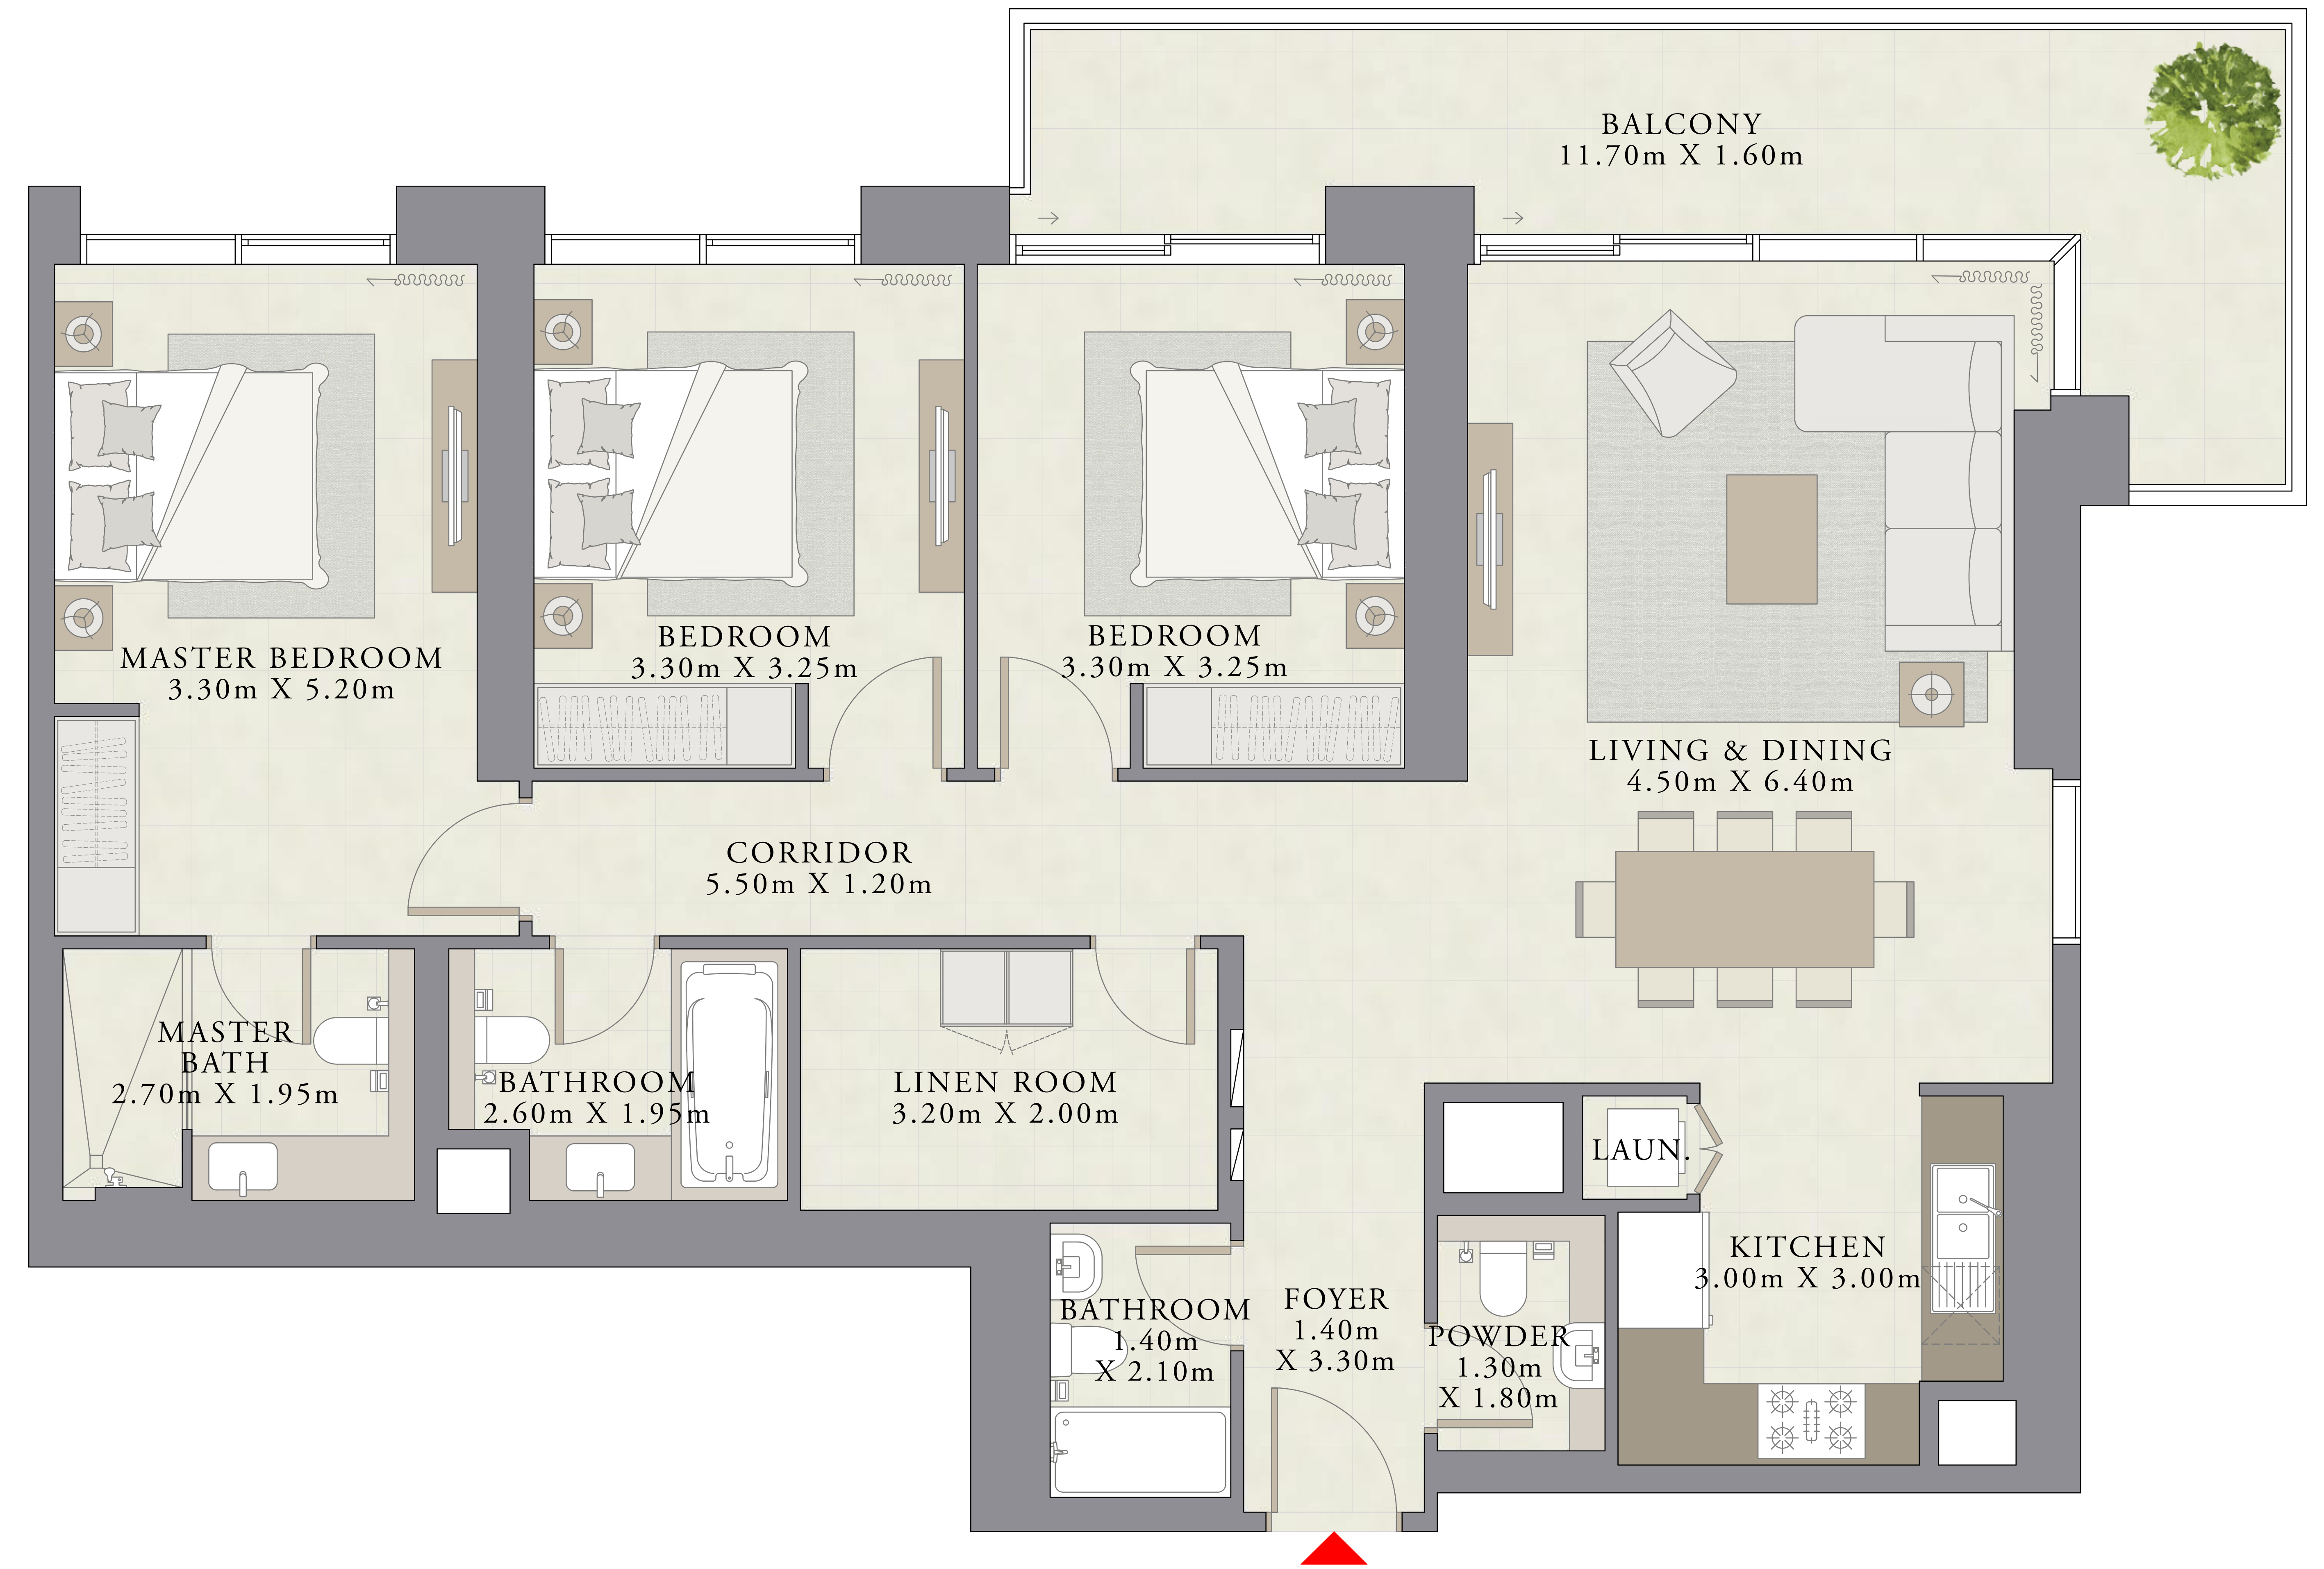 BALCONY
11.70m X 1.60m
MASTER BEDROOM
3.30m X 5.20m
BEDROOM
3.30m X 3.25m
BEDROOM
3.30m X 3.25m
LIVING & DINING
4.50m X 6.40m
CORRIDOR
5.50m X 1.20m
MASTER
BATH
2.70m X 1.95m
BATHROOM
2.60m X 1.95m
LINEN ROOM
3.20m X 2.00m
LAUN.
KITCHEN
3.00m X 3.00m
BATHROOM
1.40m
X 2.10m
FOYER
1.40m
X 3.30m
POWDER
1.30m
X 1.80m